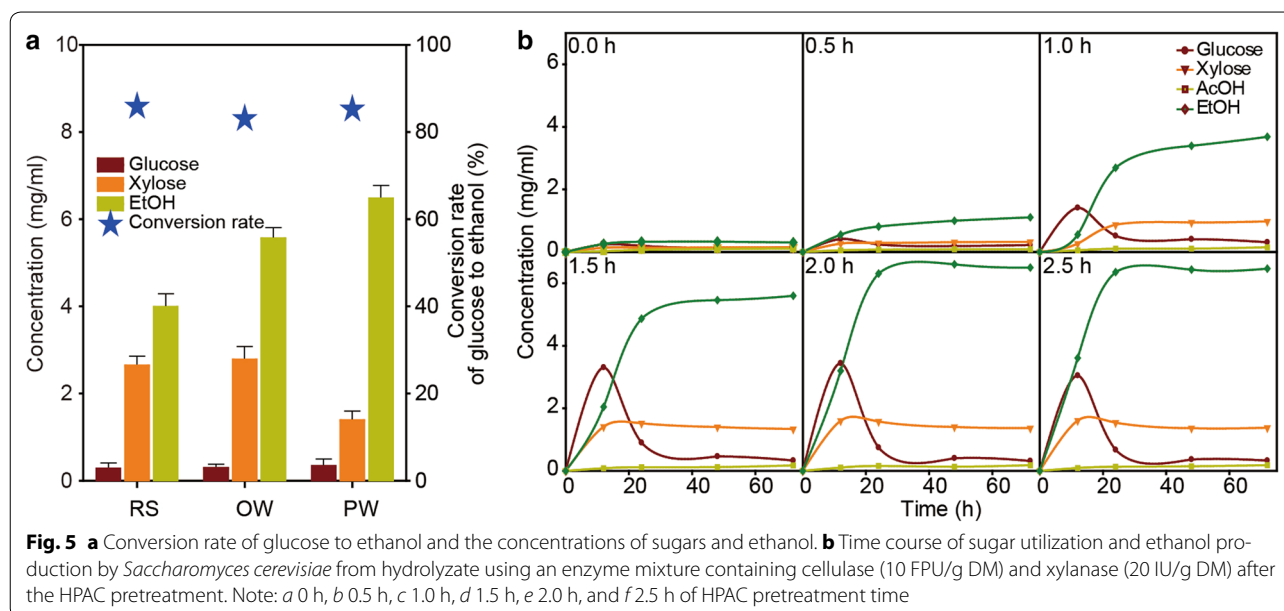 a
10
8
6
4
2
0
Concentration (mg/ml)
Glucose
Xylose
EtOH
Conversion rate
RS
OW
PW
100
80
60
40
20
0
Conversion rate
of glucose to ethanol (%)
b
0.0 h
0.5 h
1.0 h
Glucose
Xylose
AcOH
EtOH
6
4
2
0
Concentration (mg/ml)
1.5 h
2.0 h
2.5 h
6
4
2
0
0 20 40 60 0 20 40 60 0 20 40 60
Time (h)
Fig. 5 a Conversion rate of glucose to ethanol and the concentrations of sugars and ethanol. b Time course of sugar utilization and ethanol pro-
duction by Saccharomyces cerevisiae from hydrolyzate using an enzyme mixture containing cellulase (10 FPU/g DM) and xylanase (20 IU/g DM) after
the HPAC pretreatment. Note: a 0 h, b 0.5 h, c 1.0 h, d 1.5 h, e 2.0 h, and f 2.5 h of HPAC pretreatment time